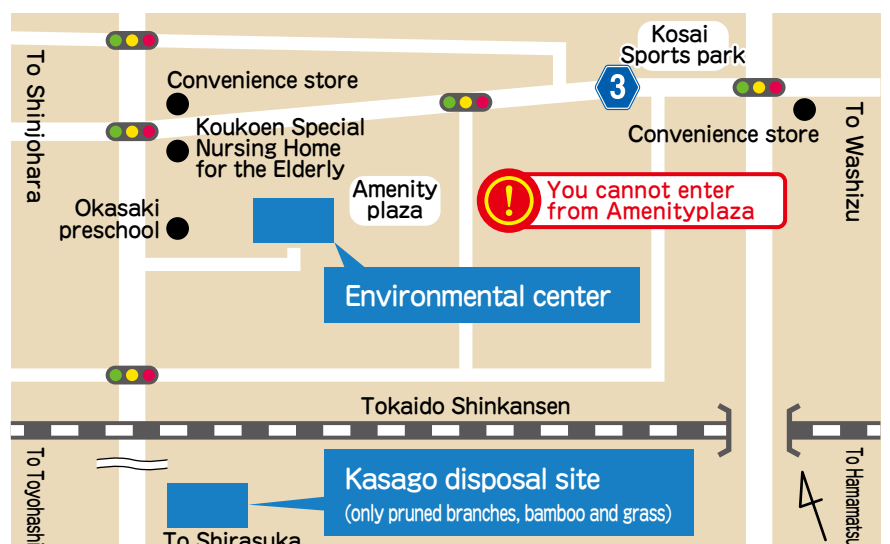 Kosai
Sports park
3
To Shinjohara
Convenience store
Convenience store
To Washizu
Koukoen Special
Nursing Home
for the Elderly
Amenity
plaza
!
You cannot enter
from Amenityplaza
Okasaki
preschool
Environmental center
Tokaido Shinkansen
To Toyohashi
Kasago disposal site
(only pruned branches, bamboo and grass)
To Hamamatsu
To Shirasuka